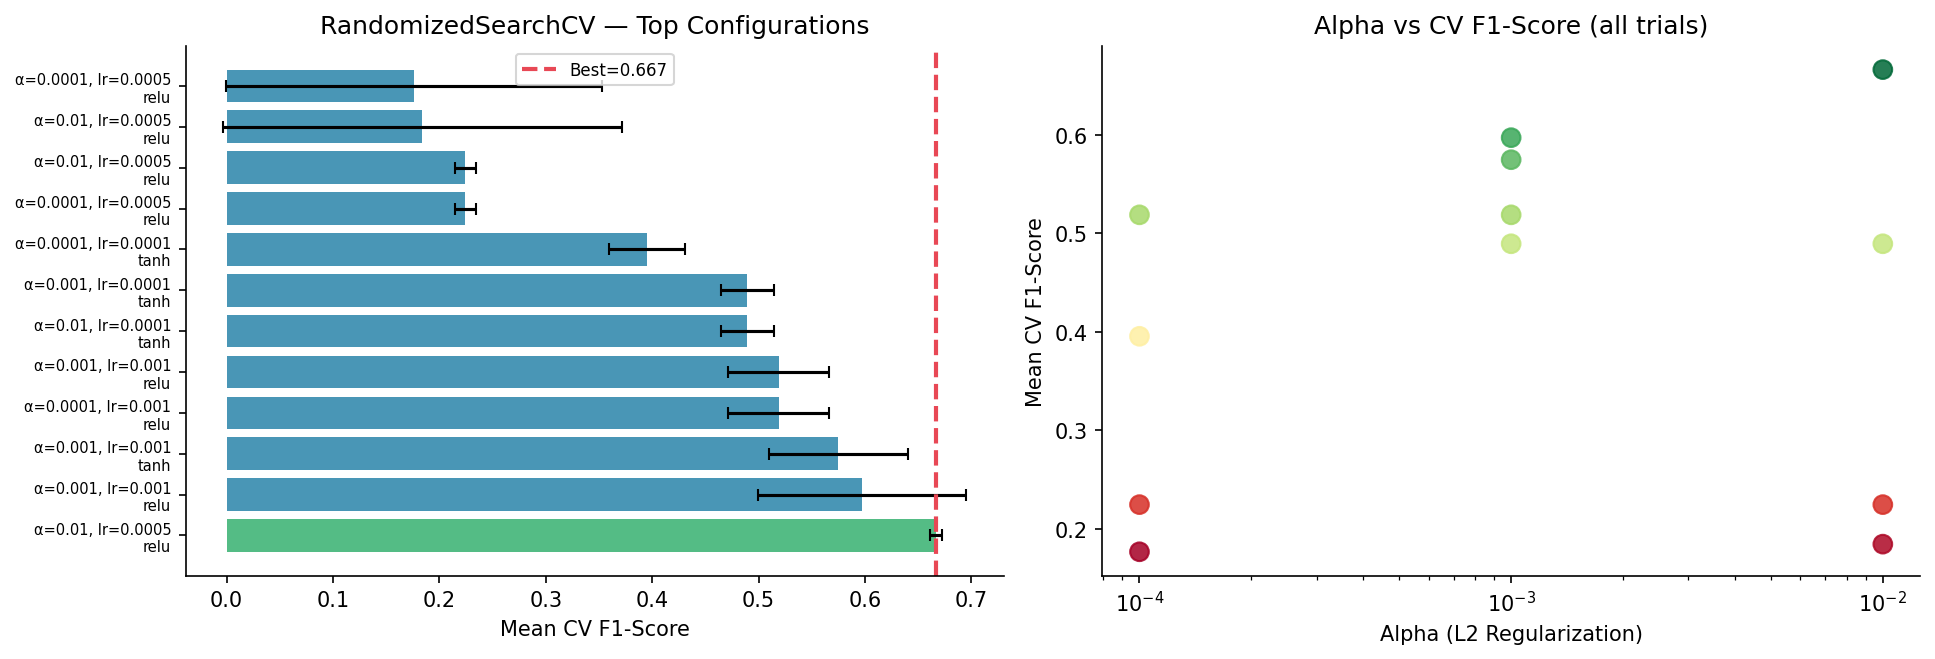 RandomizedSearchCV — Top Configurations
Best=0.667
α=0.0001, lr=0.0005
relu
α=0.01, lr=0.0005
relu
α=0.01, lr=0.0005
relu
α=0.0001, lr=0.0005
relu
α=0.0001, lr=0.0001
tanh
α=0.001, lr=0.0001
tanh
α=0.01, lr=0.0001
tanh
α=0.001, lr=0.001
relu
α=0.0001, lr=0.001
relu
α=0.001, lr=0.001
tanh
α=0.001, lr=0.001
relu
α=0.01, lr=0.0005
relu
0.0 0.1 0.2 0.3 0.4 0.5 0.6 0.7
Mean CV F1-Score
Alpha vs CV F1-Score (all trials)
Mean CV F1-Score
0.6
0.5
0.4
0.3
0.2
10⁻⁴ 10⁻³ 10⁻²
Alpha (L2 Regularization)